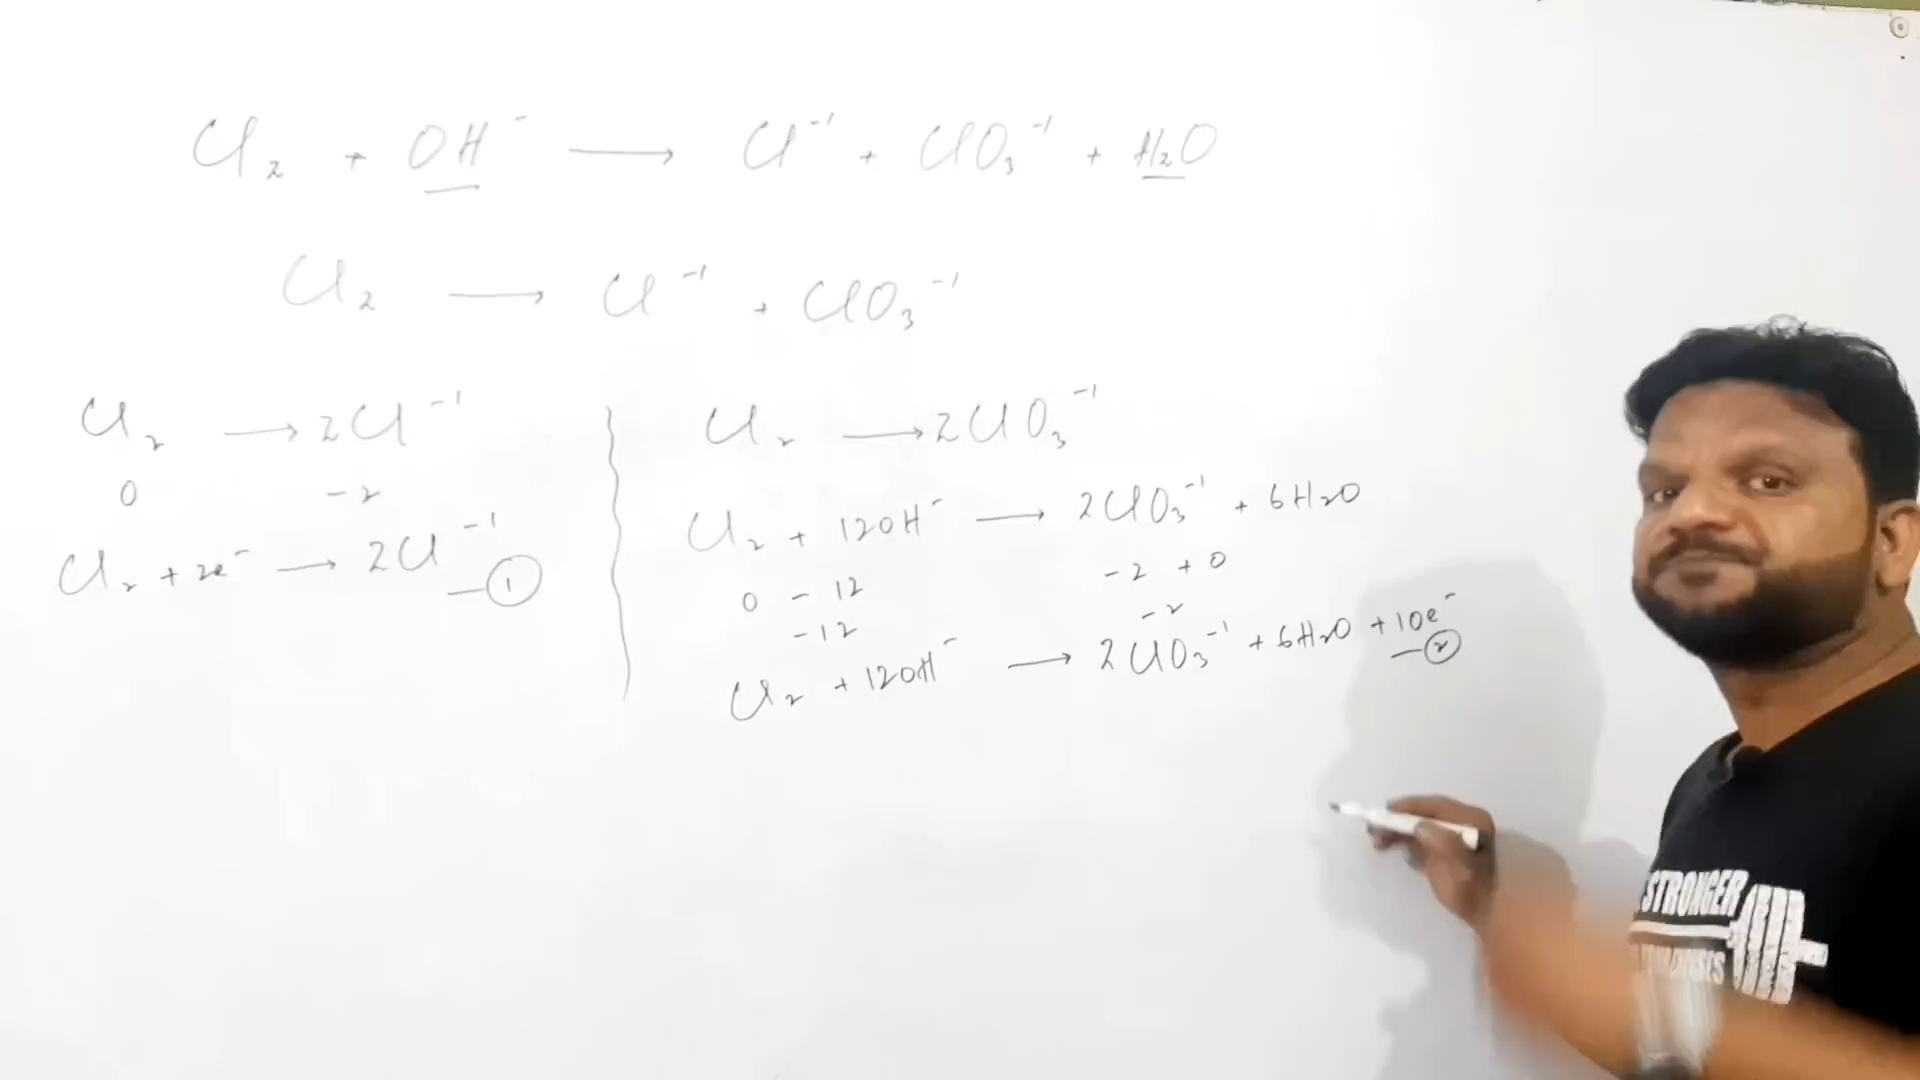 Cl₂ + OH⁻ ⟶ Cl⁻¹ + ClO₃⁻¹ + H₂O
Cl₂ ⟶ Cl⁻¹ + ClO₃⁻¹
Cl₂ ⟶ 2Cl⁻¹
0 -2
Cl₂ + 2e⁻ ⟶ 2Cl⁻¹ —①
Cl₂ ⟶ 2ClO₃⁻¹
Cl₂ + 12OH⁻ ⟶ 2ClO₃⁻¹ + 6H₂O
0 -12 -2 + 0
-12 -2
Cl₂ + 12OH⁻ ⟶ 2ClO₃⁻¹ + 6H₂O + 10e⁻ —②
STRONGER